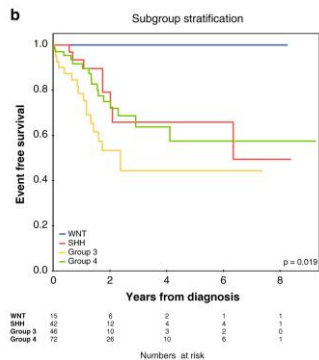 b
Subgroup stratification
1.0
0.8
0.6
0.4
0.2
0.0
Event free survival
WNT
SHH
Group 3
Group 4
p = 0.019
0 2 4 6 8
Years from diagnosis
WNT 15 6 2 1 1
SHH 42 12 4 4 1
Group 3 46 10 3 2 0
Group 4 72 26 10 6 1
Numbers at risk